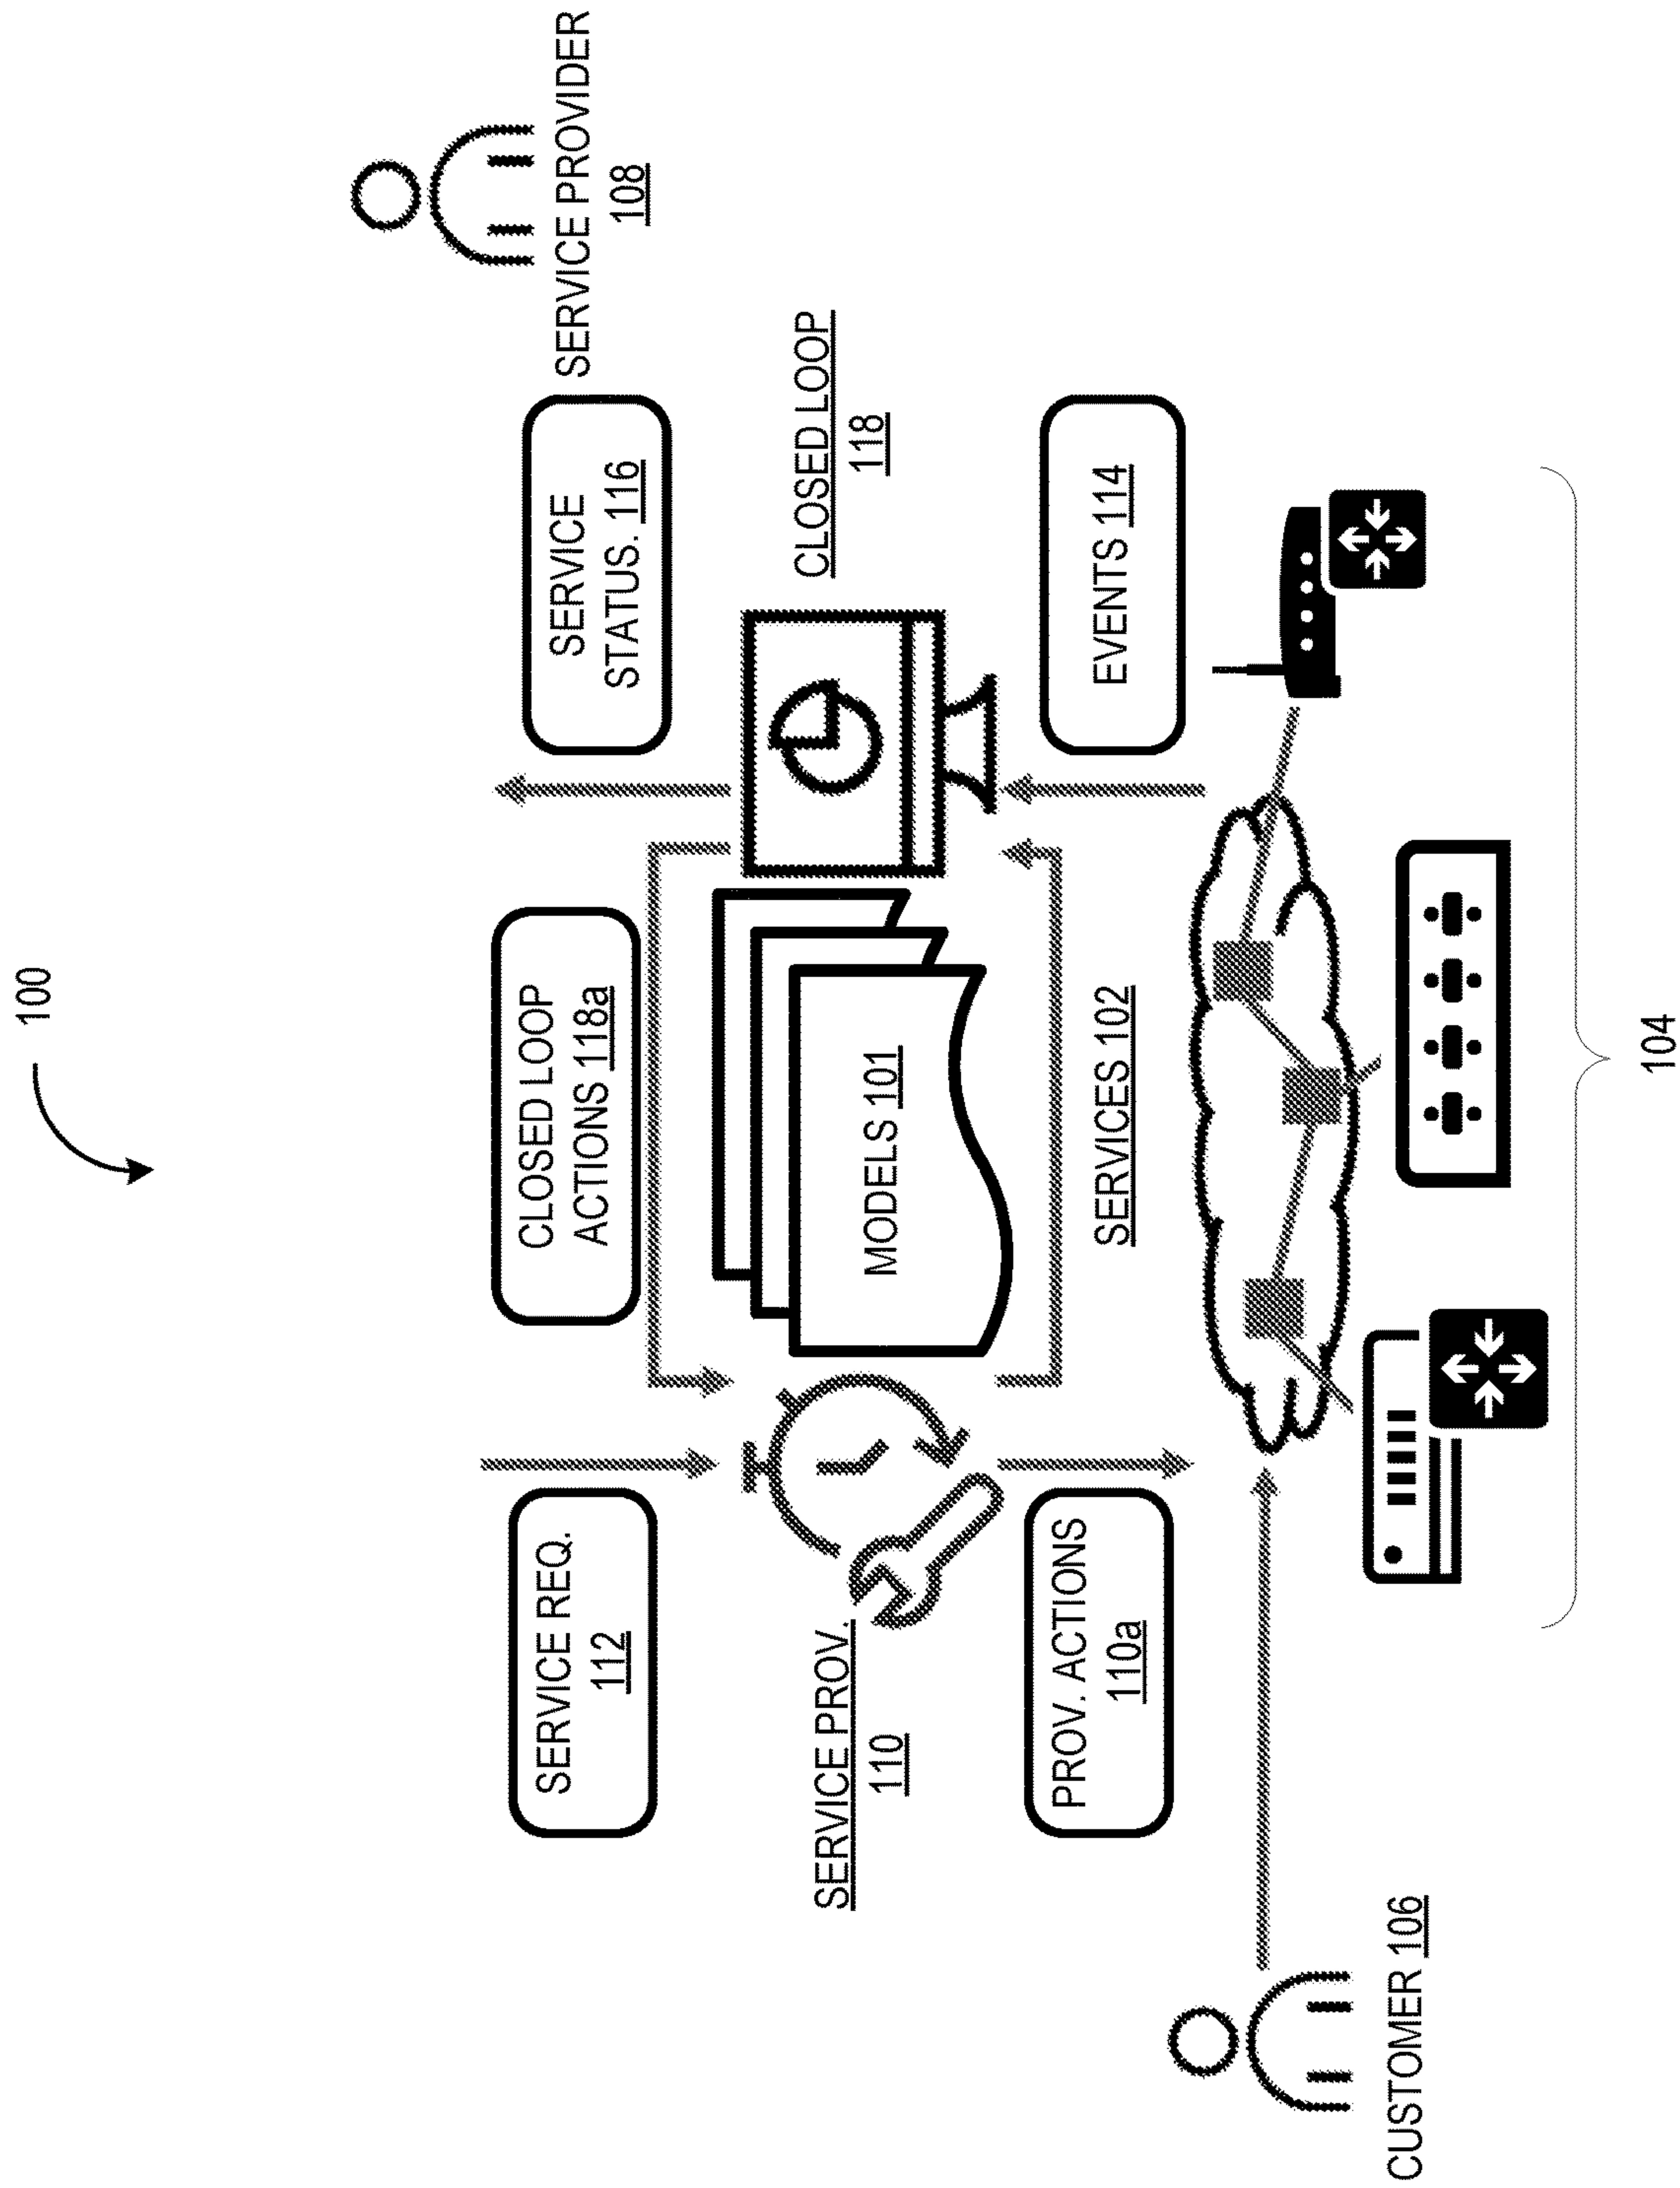 100
SERVICE PROVIDER
108
SERVICE REQ.
112
CLOSED LOOP
ACTIONS 118a
SERVICE
STATUS. 116
SERVICE PROV.
110
MODELS 101
CLOSED LOOP
118
PROV. ACTIONS
110a
SERVICES 102
EVENTS 114
CUSTOMER 106
104